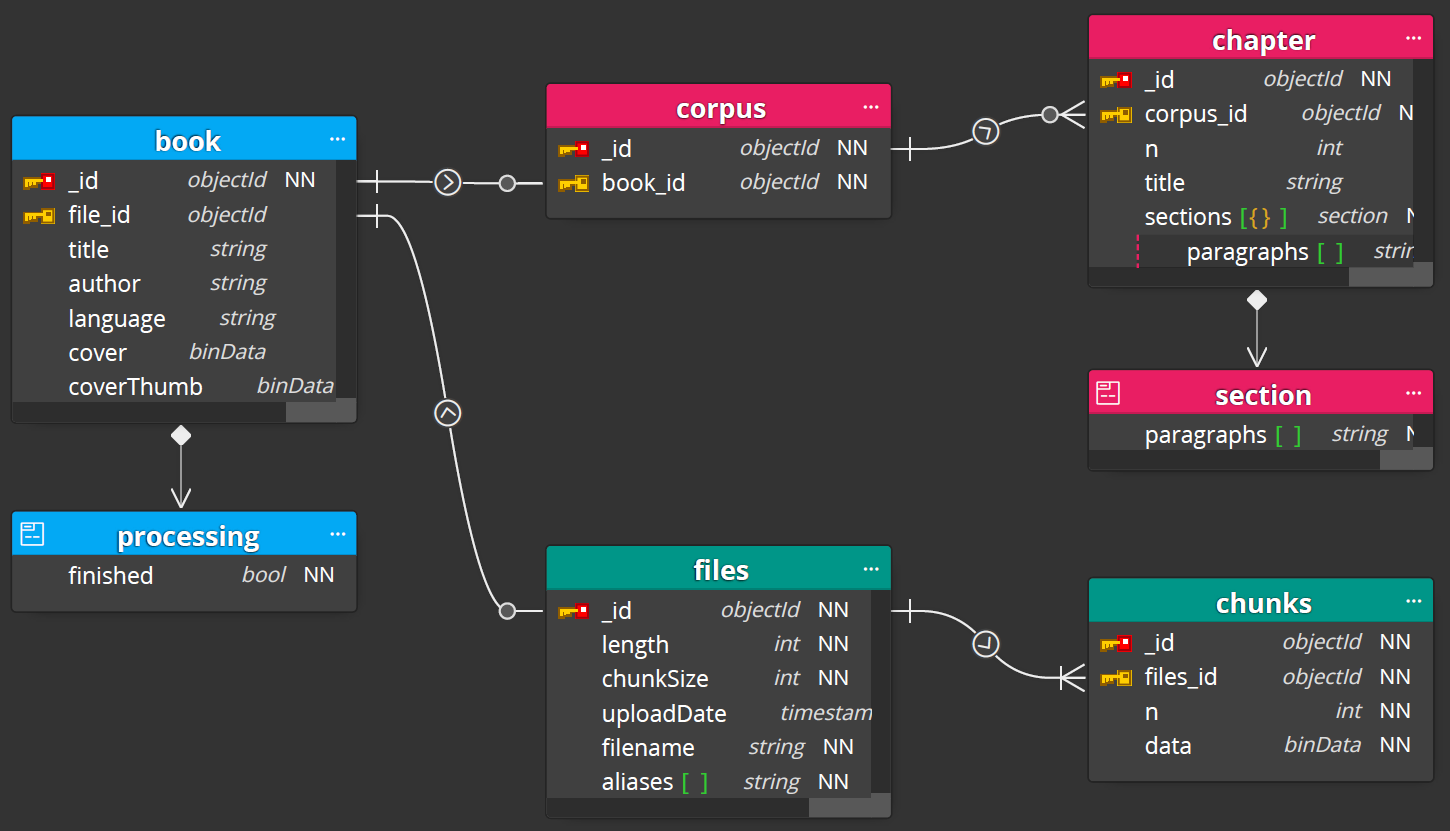 book ...
_id objectId NN
file_id objectId
title string
author string
language string
cover binData
coverThumb binData
processing ...
finished bool NN
corpus ...
_id objectId NN
book_id objectId NN
files ...
_id objectId NN
length int NN
chunkSize int NN
uploadDate timestam
filename string NN
aliases [ ] string NN
chapter ...
_id objectId NN
corpus_id objectId N
n int
title string
sections [{} ] section N
paragraphs [ ] strin
section ...
paragraphs [ ] string N
chunks ...
_id objectId NN
files_id objectId NN
n int NN
data binData NN